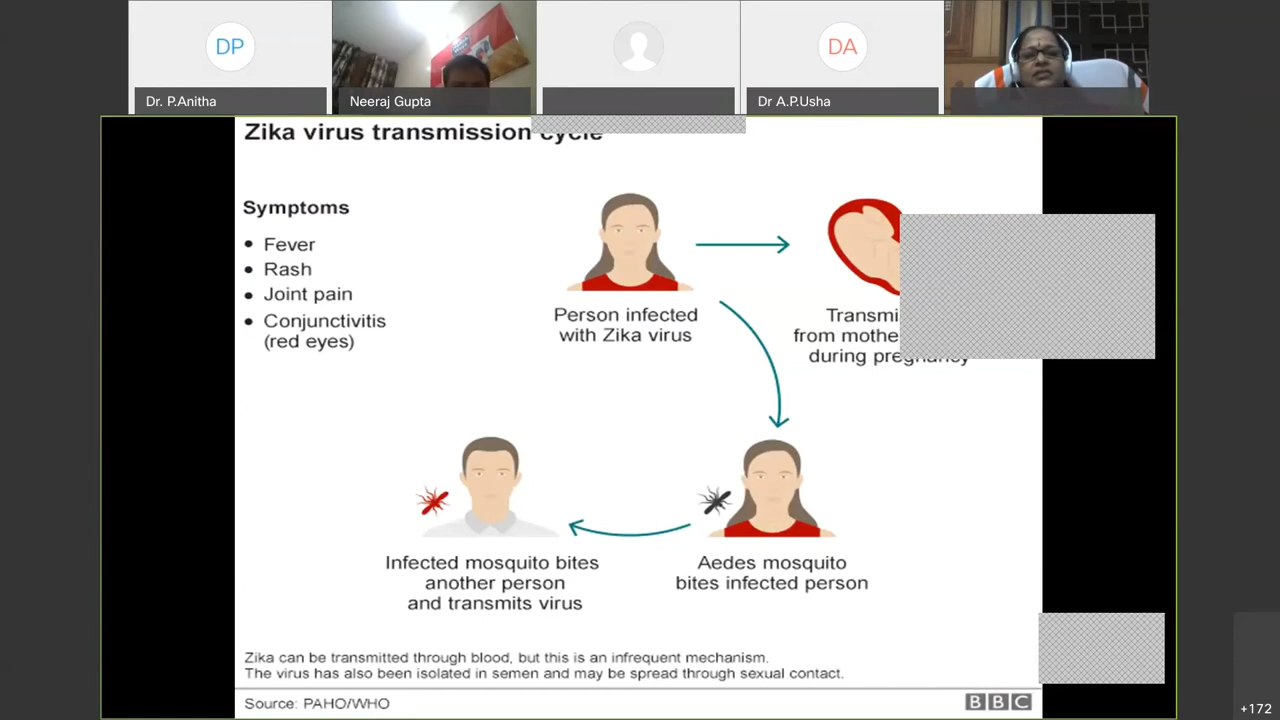 DP
DA
Dr. P.Anitha
Neeraj Gupta
Dr A.P.Usha
Zika virus transmission cycle
Symptoms
• Fever
• Rash
• Joint pain
• Conjunctivitis
(red eyes)
Person infected
with Zika virus
from
during
Infected mosquito bites
another person
and transmits virus
Aedes mosquito
bites infected person
Zika can be transmitted through blood, but this is an infrequent mechanism.
The virus has also been isolated in semen and may be spread through sexual contact.
Source: PAHO/WHO
BBC
+172